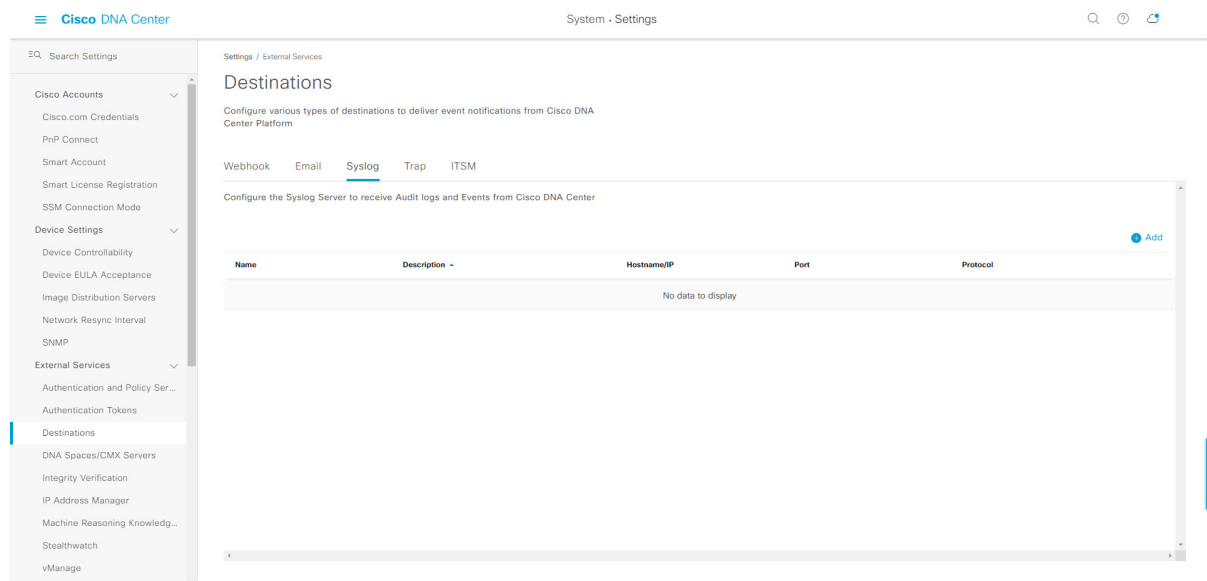 Cisco DNA Center
System · Settings
Search Settings
Cisco Accounts
Cisco.com Credentials
PnP Connect
Smart Account
Smart License Registration
SSM Connection Mode
Device Settings
Device Controllability
Device EULA Acceptance
Image Distribution Servers
Network Resync Interval
SNMP
External Services
Authentication and Policy Ser...
Authentication Tokens
Destinations
DNA Spaces/CMX Servers
Integrity Verification
IP Address Manager
Machine Reasoning Knowledg...
Stealthwatch
vManage
Settings / External Services
Destinations
Configure various types of destinations to deliver event notifications from Cisco DNA
Center Platform
Webhook Email Syslog Trap ITSM
Configure the Syslog Server to receive Audit logs and Events from Cisco DNA Center
Add
Name Description Hostname/IP Port Protocol
No data to display